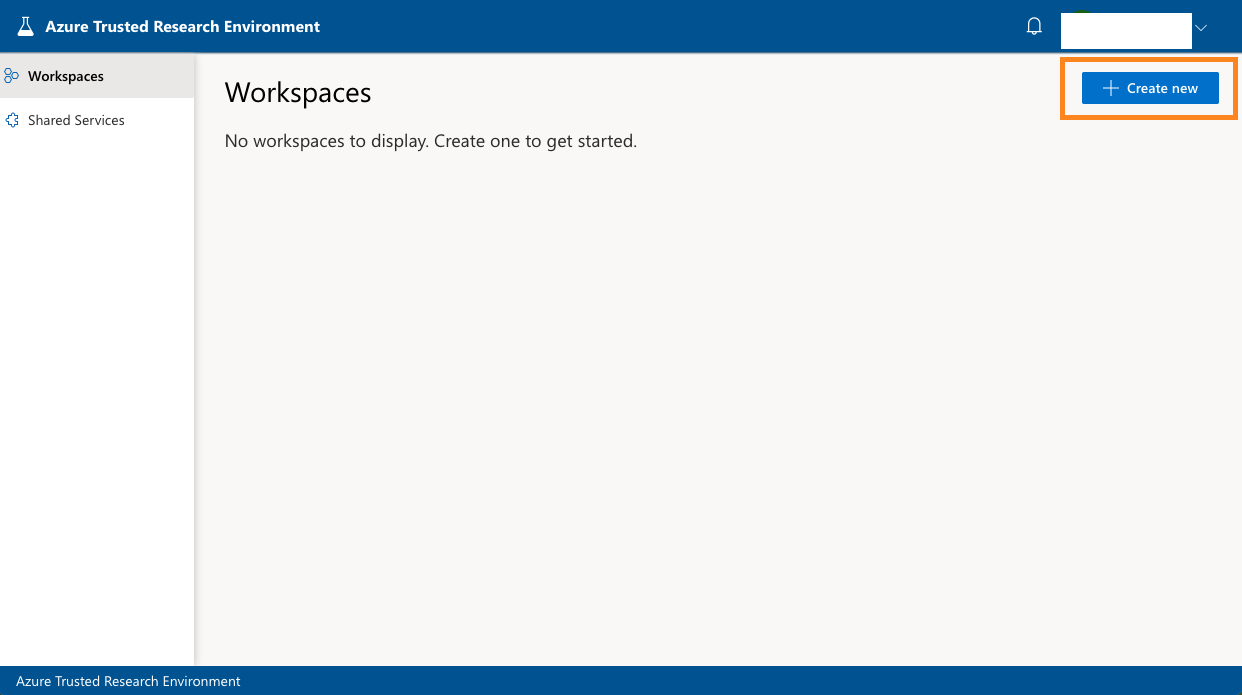 Azure Trusted Research Environment
Workspaces
Shared Services
Workspaces
Create new
No workspaces to display. Create one to get started.
Azure Trusted Research Environment